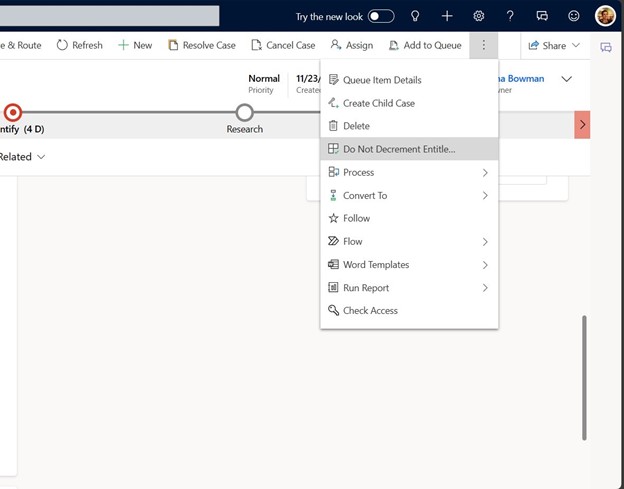 Try the new look
e & Route Refresh New Resolve Case Cancel Case Assign Add to Queue Share
Normal 11/23/ na Bowman
Priority Create wner
ntify (4 D) Research
Related
Queue Item Details
Create Child Case
Delete
Do Not Decrement Entitle...
Process
Convert To
Follow
Flow
Word Templates
Run Report
Check Access